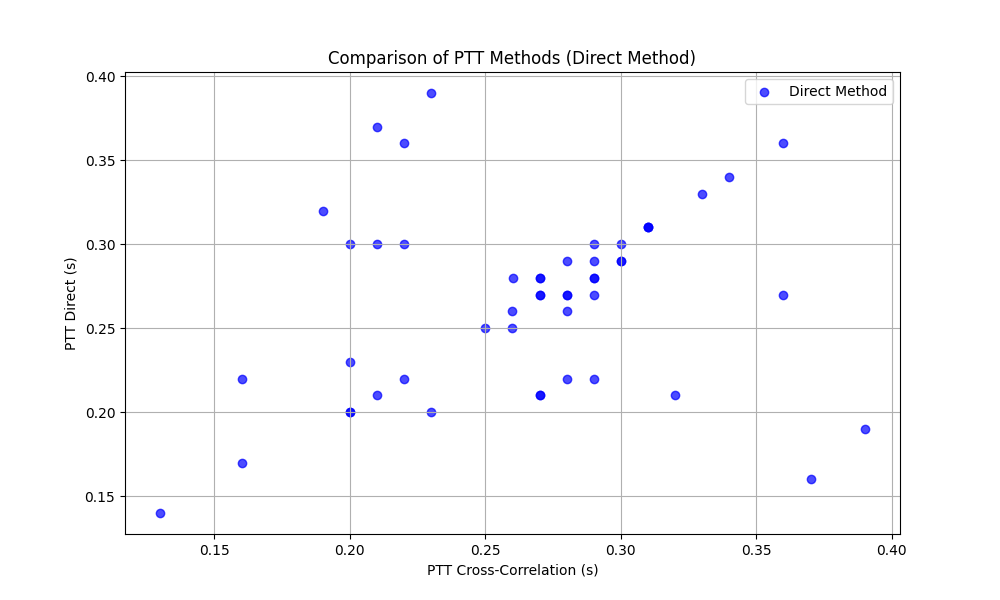 Comparison of PTT Methods (Direct Method)
Direct Method
0.40
0.35
0.30
0.25
0.20
0.15
PTT Direct (s)
0.15 0.20 0.25 0.30 0.35 0.40
PTT Cross-Correlation (s)